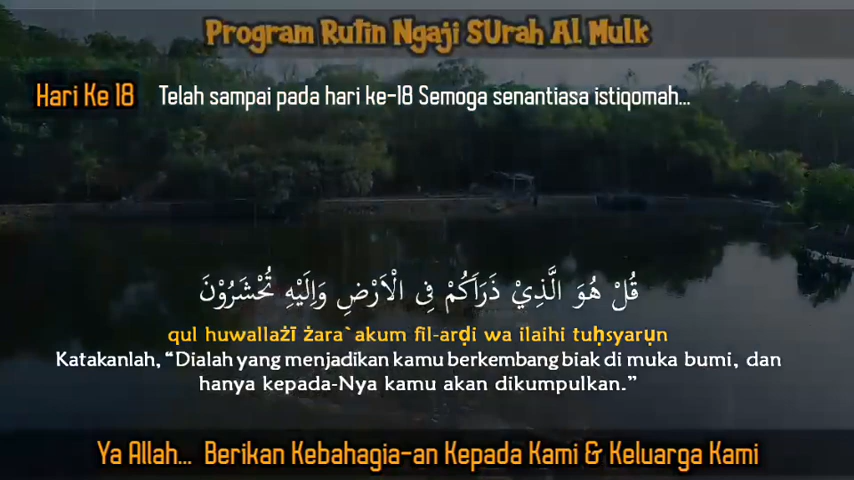 Program Rutin Ngaji SUrah Al Mulk
Hari Ke 18 Telah sampai pada hari ke-18 Semoga senantiasa istiqomah...
قُلْ هُوَ الَّذِيْ ذَرَاَكُمْ فِى الْاَرْضِ وَاِلَيْهِ تُحْشَرُوْنَ
qul huwallażī żara`akum fil-arḍi wa ilaihi tuḥsyarụn
Katakanlah, “Dialah yang menjadikan kamu berkembang biak di muka bumi, dan
hanya kepada-Nya kamu akan dikumpulkan.”
Ya Allah... Berikan Kebahagia-an Kepada Kami & Keluarga Kami